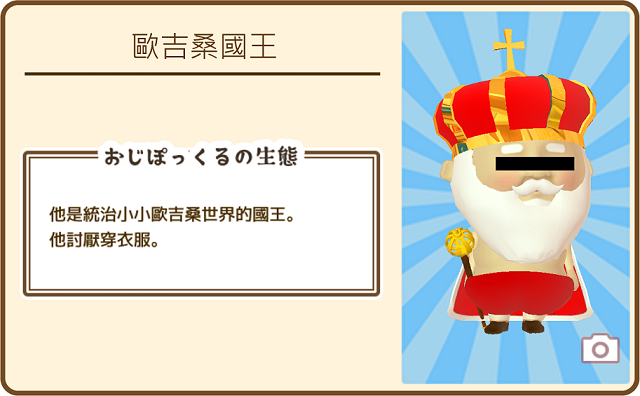 歐吉桑國王
おじぽっくるの生態
他是統治小小歐吉桑世界的國王。
他討厭穿衣服。